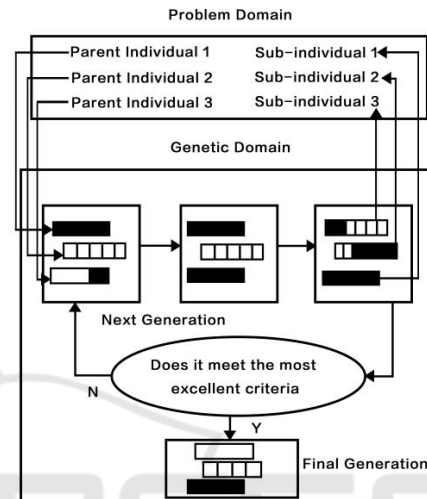 Problem Domain
Parent Individual 1 Sub-individual 1
Parent Individual 2 Sub-individual 2
Parent Individual 3 Sub-individual 3
Genetic Domain
Next Generation
Does it meet the most
excellent criteria
N
Y
Final Generation